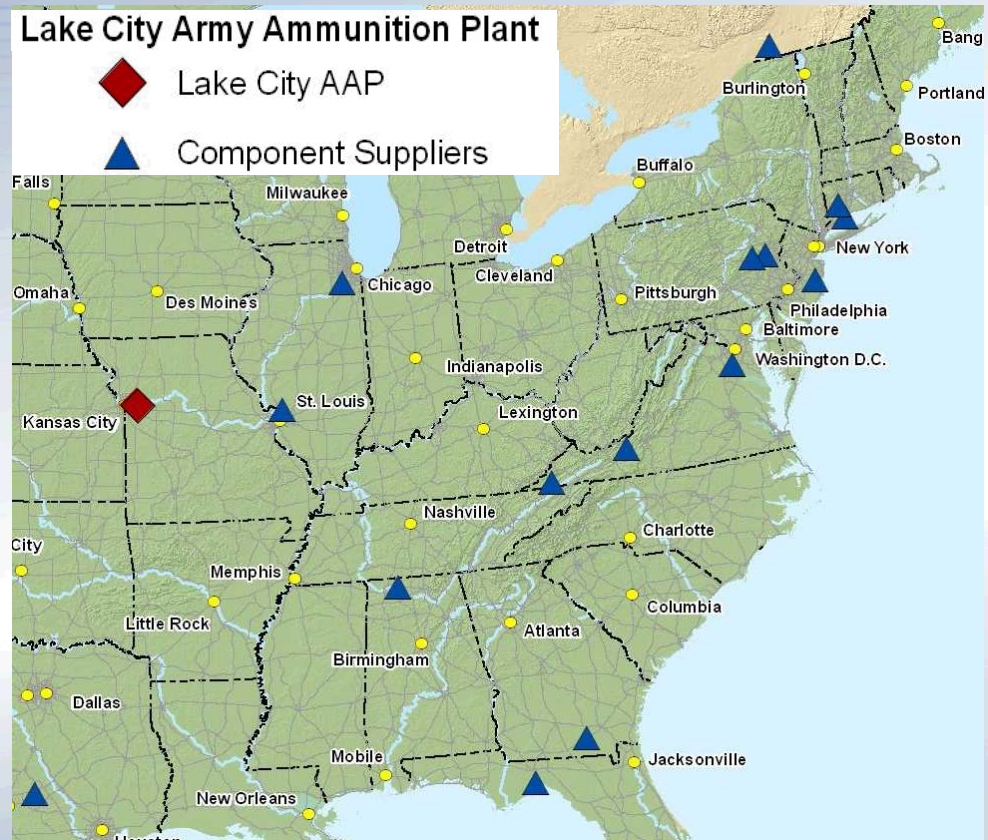 Lake City Army Ammunition Plant
Lake City AAP
Component Suppliers
Bang
Burlington
Portland
Boston
Buffalo
Falls
Milwaukee
Detroit
New York
Cleveland
Chicago
Omaha
Des Moines
Pittsburgh
Philadelphia
Baltimore
Washington D.C.
Indianapolis
St. Louis
Lexington
Kansas City
Nashville
Charlotte
City
Memphis
Columbia
Little Rock
Atlanta
Birmingham
Dallas
Mobile
Jacksonville
New Orleans